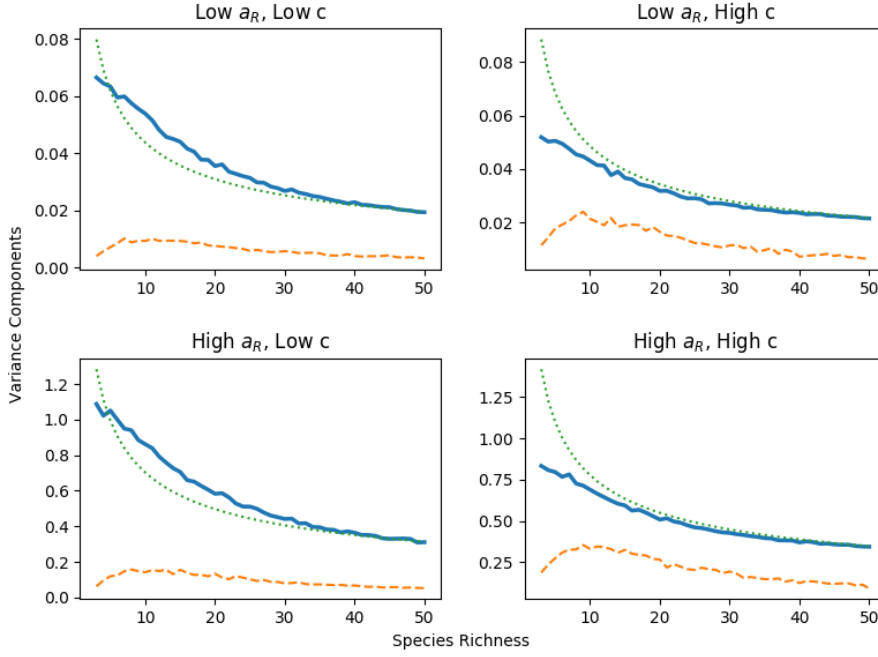 Low a_R, Low c
Low a_R, High c
0.08
0.06
0.04
0.02
0.00
10 20 30 40 50
0.08
0.06
0.04
0.02
10 20 30 40 50
Variance Components
High a_R, Low c
High a_R, High c
1.2
1.0
0.8
0.6
0.4
0.2
0.0
10 20 30 40 50
1.25
1.00
0.75
0.50
0.25
10 20 30 40 50
Species Richness